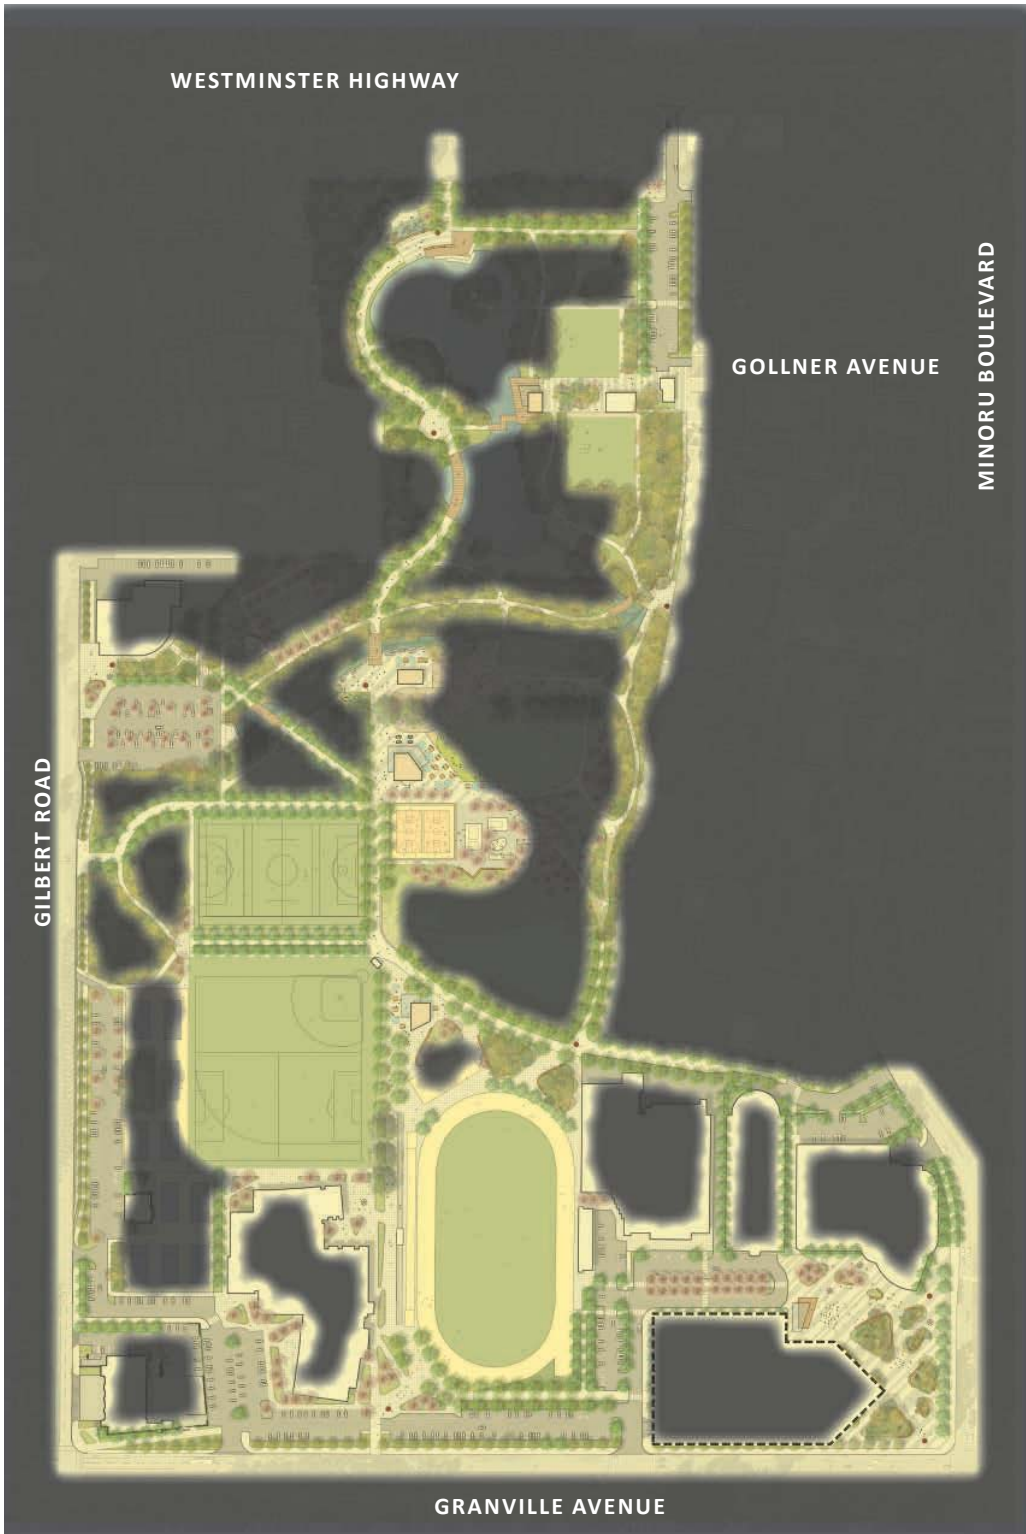 WESTMINSTER HIGHWAY
MINORU BOULEVARD
GOLLNER AVENUE
GILBERT ROAD
GRANVILLE AVENUE